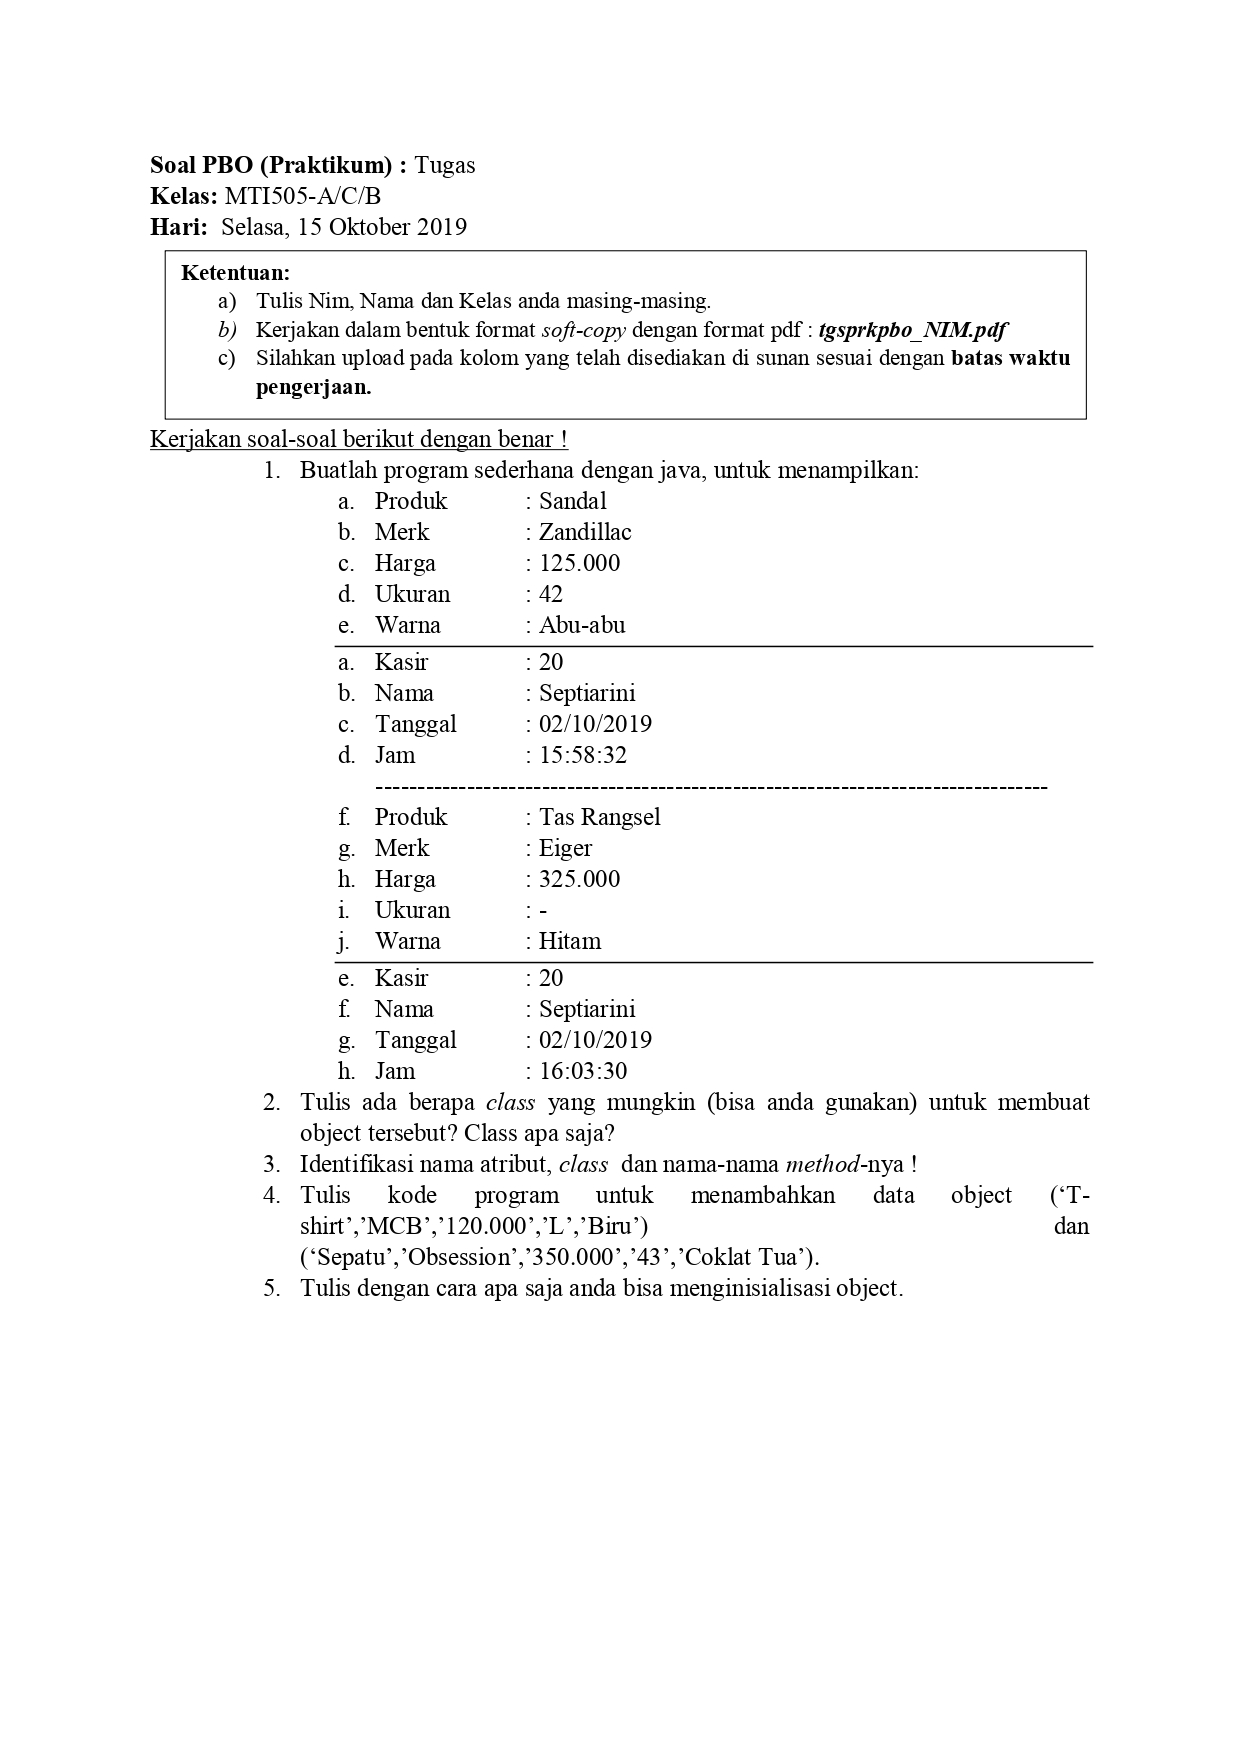 Soal PBO (Praktikum) : Tugas
Kelas: MTI505-A/C/B
Hari: Selasa, 15 Oktober 2019
Ketentuan:
a) Tulis Nim, Nama dan Kelas anda masing-masing.
b) Kerjakan dalam bentuk format soft-copy dengan format pdf : tgsprkpbo_NIM.pdf
c) Silahkan upload pada kolom yang telah disediakan di sunan sesuai dengan batas waktu
pengerjaan.
Kerjakan soal-soal berikut dengan benar !
1. Buatlah program sederhana dengan java, untuk menampilkan:
a. Produk : Sandal
b. Merk : Zandillac
c. Harga : 125.000
d. Ukuran : 42
e. Warna : Abu-abu
a. Kasir : 20
b. Nama : Septiarini
c. Tanggal : 02/10/2019
d. Jam : 15:58:32
--------------------------------------------------------------------------------
f. Produk : Tas Rangsel
g. Merk : Eiger
h. Harga : 325.000
i. Ukuran : -
j. Warna : Hitam
e. Kasir : 20
f. Nama : Septiarini
g. Tanggal : 02/10/2019
h. Jam : 16:03:30
2. Tulis ada berapa class yang mungkin (bisa anda gunakan) untuk membuat
object tersebut? Class apa saja?
3. Identifikasi nama atribut, class dan nama-nama method-nya !
4. Tulis kode program untuk menambahkan data object (‘T-
shirt’,’MCB’,’120.000’,’L’,’Biru’) dan
(‘Sepatu’,’Obsession’,’350.000’,’43’,’Coklat Tua’).
5. Tulis dengan cara apa saja anda bisa menginisialisasi object.